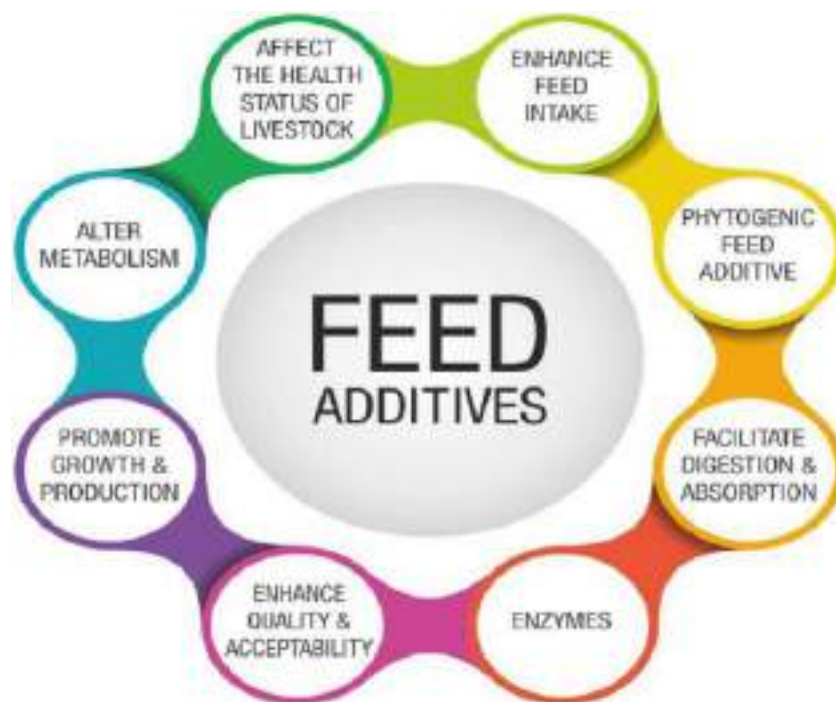 AFFECT
THE HEALTH
STATUS OF
LIVESTOCK
ENHANCE
FEED
INTAKE
PHYTOGENIC
FEED
ADDITIVE
FACILITATE
DIGESTION &
ABSORPTION
ENZYMES
ENHANCE
QUALITY &
ACCEPTABILITY
PROMOTE
GROWTH &
PRODUCTION
ALTER
METABOLISM
FEED
ADDITIVES